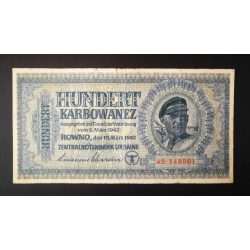 HUNDERT
KARBOWANEZ
Ausgegeben auf Grund der Verordnung
vom 5. März 1942
ROWNO, den 10. März 1942
ZENTRALNOTENBANK UKRAINE
48·148961